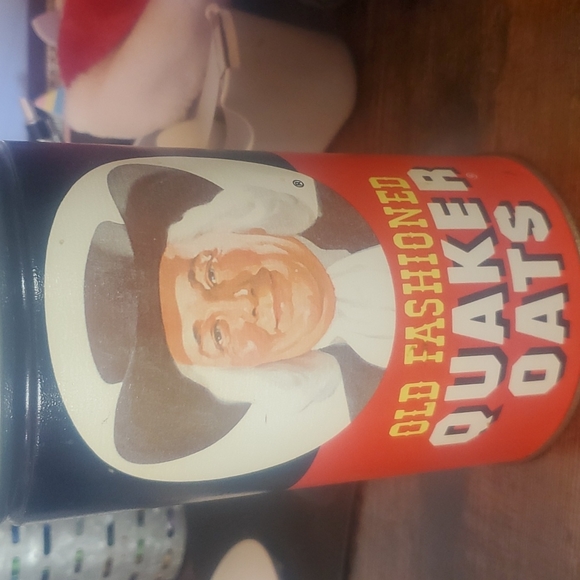 ®
OLD FASHIONED
QUAKER®
OATS